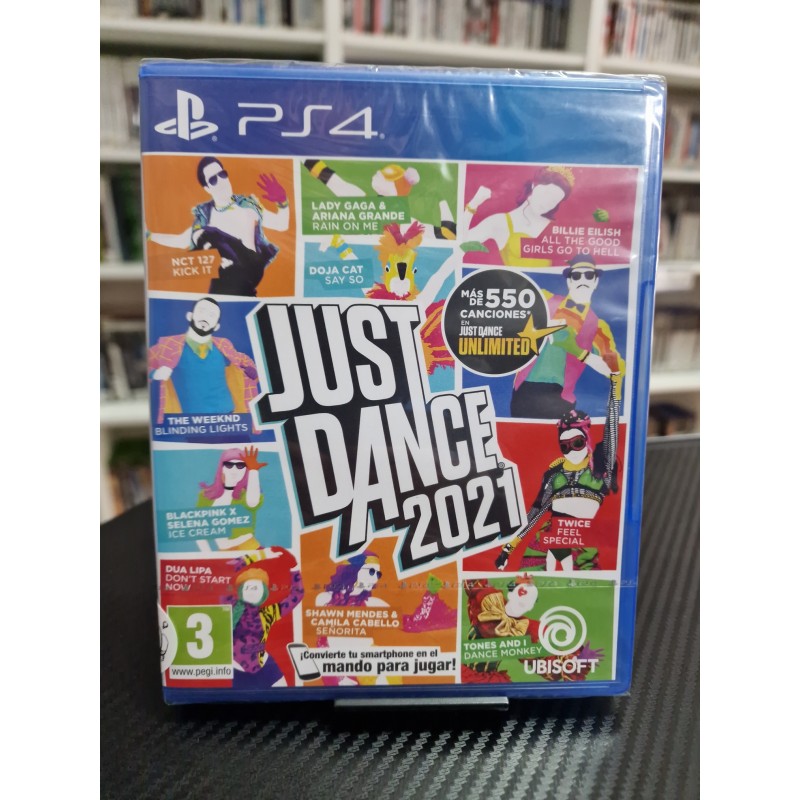 PS4
NCT 127
KICK IT
LADY GAGA &
ARIANA GRANDE
RAIN ON ME
DOJA CAT
SAY SO
BILLIE EILISH
ALL THE GOOD
GIRLS GO TO HELL
MÁS
DE 550
CANCIONES*
EN
JUST DANCE
UNLIMITED
THE WEEKND
BLINDING LIGHTS
JUST
DANCE
2021
BLACKPINK X
SELENA GOMEZ
ICE CREAM
TWICE
FEEL
SPECIAL
DUA LIPA
DON'T START
NOW
SHAWN MENDES &
CAMILA CABELLO
SEÑORITA
TONES AND I
DANCE MONKEY
3
www.pegi.info
¡Convierte tu smartphone en el
mando para jugar!
UBISOFT